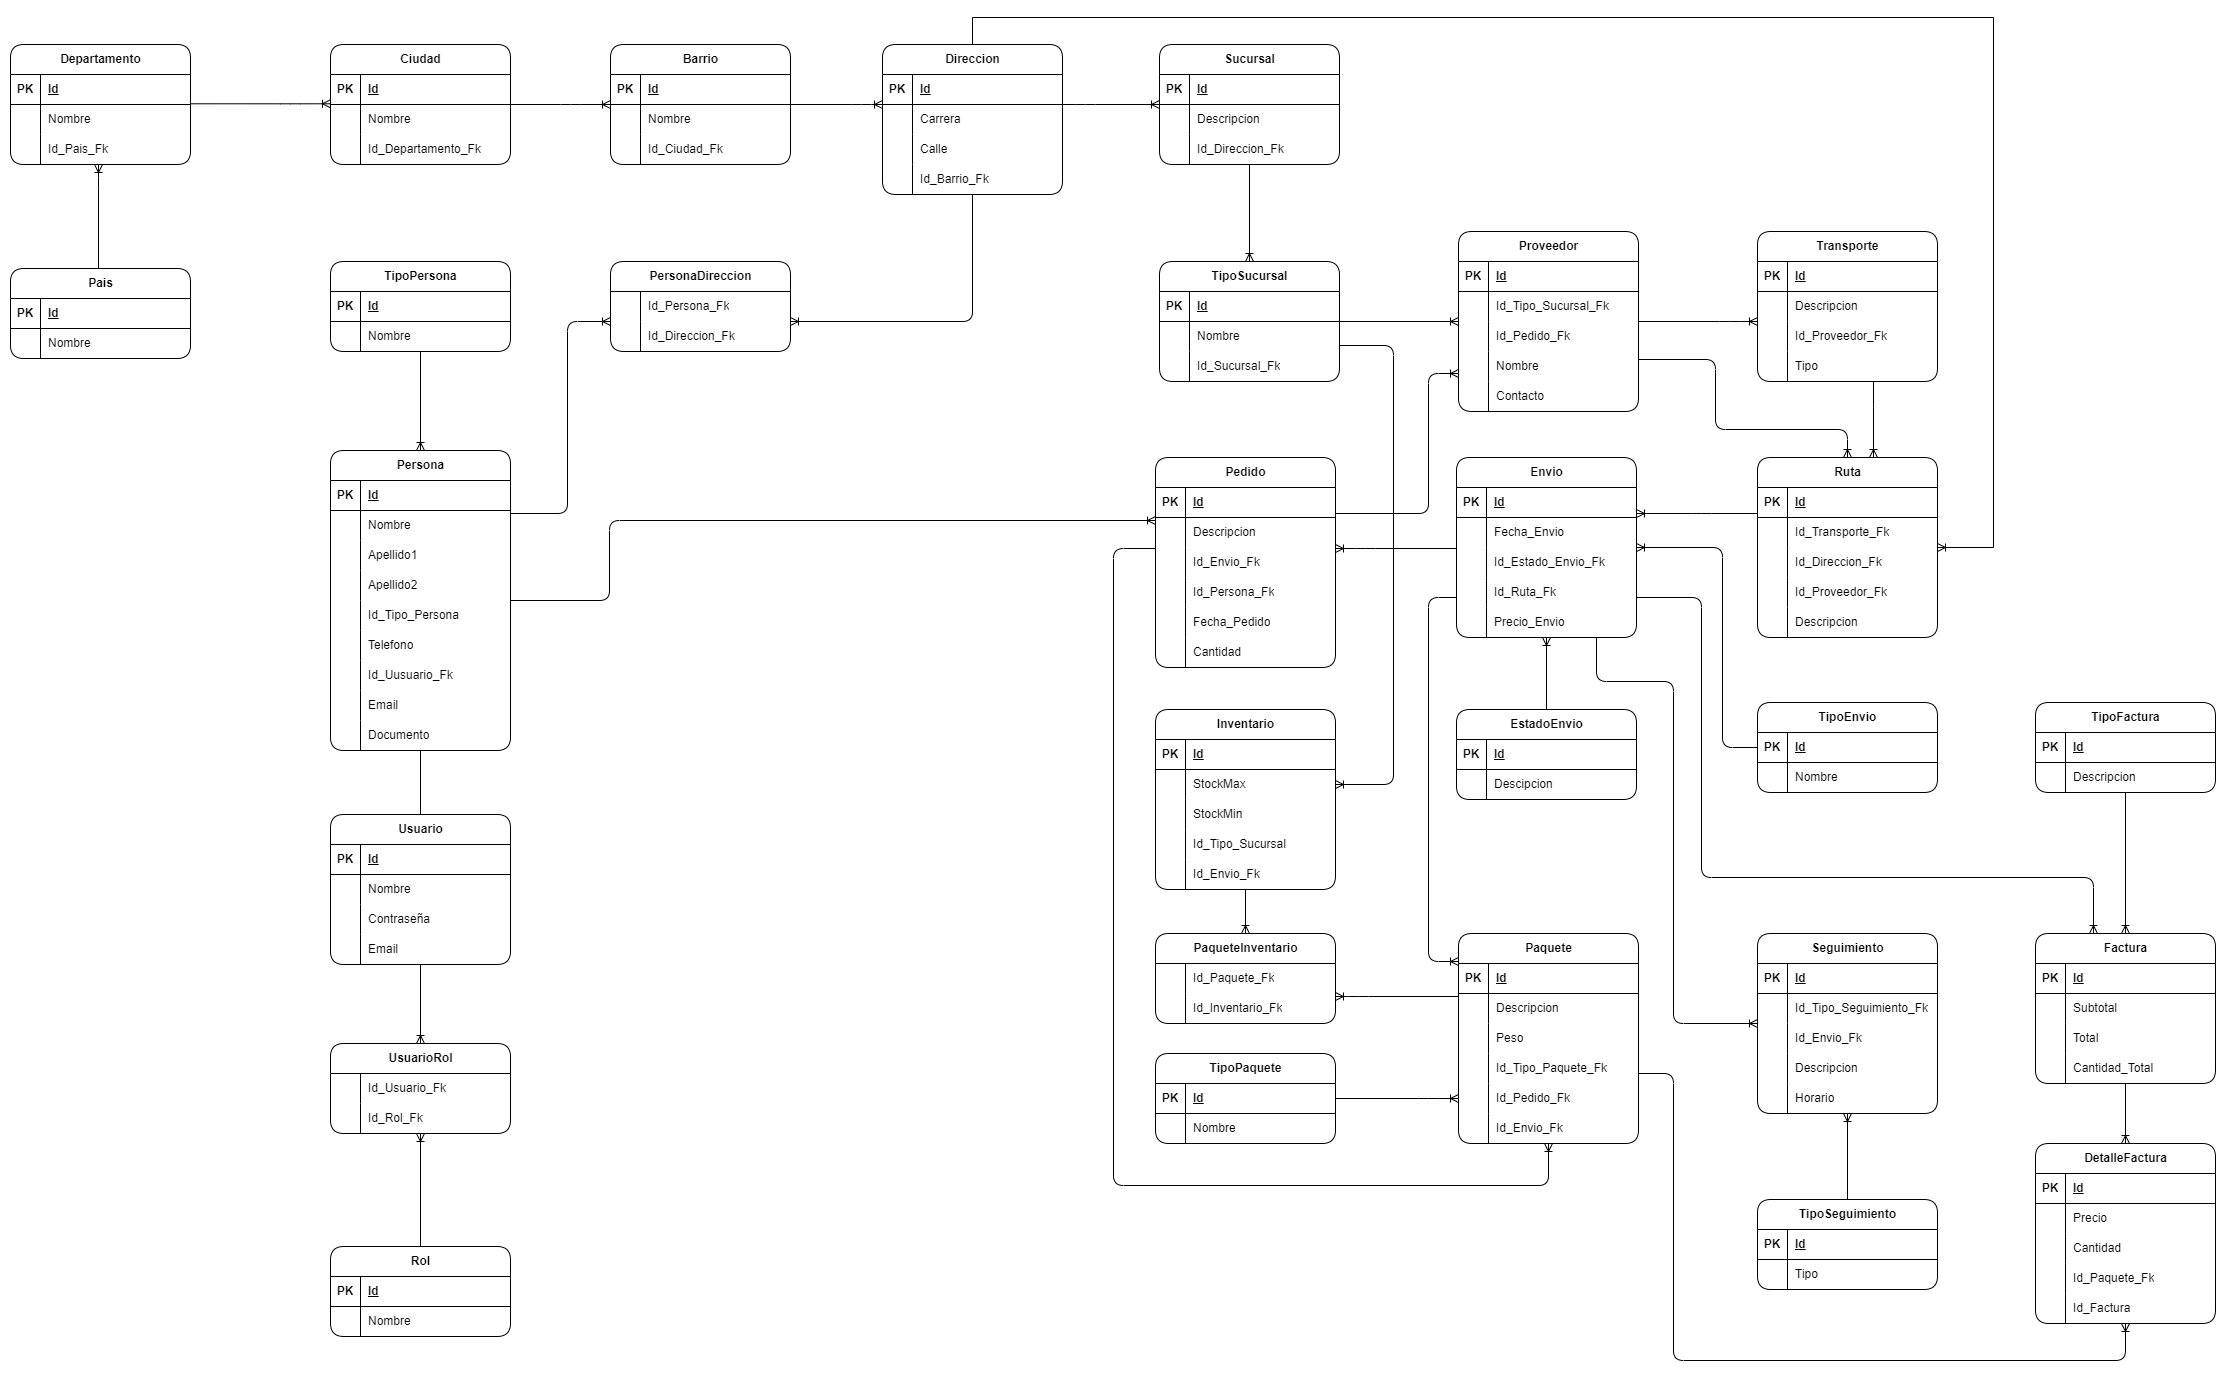 Departamento
PK Id
Nombre
Id_Pais_Fk
Ciudad
PK Id
Nombre
Id_Departamento_Fk
Barrio
PK Id
Nombre
Id_Ciudad_Fk
Direccion
PK Id
Carrera
Calle
Id_Barrio_Fk
Sucursal
PK Id
Descripcion
Id_Direccion_Fk
Pais
PK Id
Nombre
TipoPersona
PK Id
Nombre
PersonaDireccion
Id_Persona_Fk
Id_Direccion_Fk
TipoSucursal
PK Id
Nombre
Id_Sucursal_Fk
Proveedor
PK Id
Id_Tipo_Sucursal_Fk
Id_Pedido_Fk
Nombre
Contacto
Transporte
PK Id
Descripcion
Id_Proveedor_Fk
Tipo
Persona
PK Id
Nombre
Apellido1
Apellido2
Id_Tipo_Persona
Telefono
Id_Uusuario_Fk
Email
Documento
Pedido
PK Id
Descripcion
Id_Envio_Fk
Id_Persona_Fk
Fecha_Pedido
Cantidad
Envio
PK Id
Fecha_Envio
Id_Estado_Envio_Fk
Id_Ruta_Fk
Precio_Envio
Ruta
PK Id
Id_Transporte_Fk
Id_Direccion_Fk
Id_Proveedor_Fk
Descripcion
Inventario
PK Id
StockMax
StockMin
Id_Tipo_Sucursal
Id_Envio_Fk
EstadoEnvio
PK Id
Descipcion
TipoEnvio
PK Id
Nombre
TipoFactura
PK Id
Descripcion
Usuario
PK Id
Nombre
Contraseña
Email
PaqueteInventario
Id_Paquete_Fk
Id_Inventario_Fk
Paquete
PK Id
Descripcion
Peso
Id_Tipo_Paquete_Fk
Id_Pedido_Fk
Id_Envio_Fk
Seguimiento
PK Id
Id_Tipo_Seguimiento_Fk
Id_Envio_Fk
Descripcion
Horario
Factura
PK Id
Subtotal
Total
Cantidad_Total
UsuarioRol
Id_Usuario_Fk
Id_Rol_Fk
TipoPaquete
PK Id
Nombre
DetalleFactura
PK Id
Precio
Cantidad
Id_Paquete_Fk
Id_Factura
TipoSeguimiento
PK Id
Tipo
Rol
PK Id
Nombre